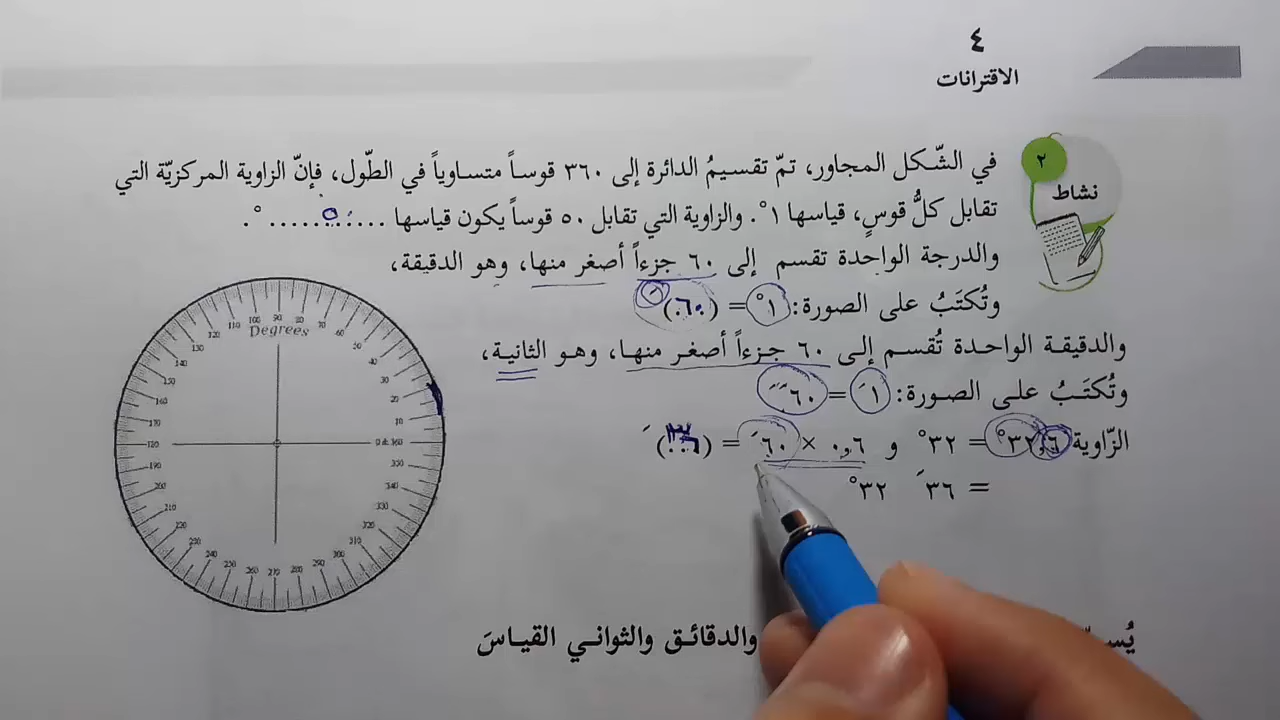 ٤
الاقترانات
٢
نشاط
في الشّكل المجاور، تمّ تقسيمُ الدائرة إلى ٣٦٠ قوساً متساوياً في الطّول، فإنّ الزاوية المركزيّة التي
تقابل كلُّ قوسٍ، قياسها ١°. والزاوية التي تقابل ٥٠ قوساً يكون قياسها ..........°.
والدرجة الواحدة تقسم إلى ٦٠ جزءاً أصغر منها، وهو الدقيقة،
وتُكتَبُ على الصورة: ١° = (٦٠)َ
والدقيقة الواحدة تُقسم إلى ٦٠ جزءاً أصغر منها، وهو الثانية،
وتُكتَبُ على الصورة: ١َ = ٦٠ََ
الزّاوية ٣٢,٦° = ٣٢° و ٠,٦ × ٦٠َ = (٣٦)َ
= ٣٦َ ٣٢°
والدقائق والثواني القياسَ
Degrees